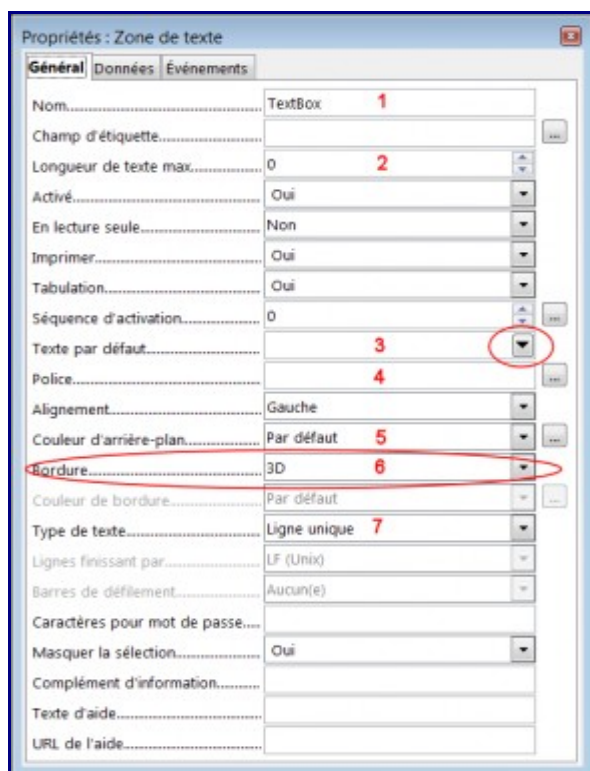 Propriétés : Zone de texte
Général Données Événements
Nom TextBox 1
Champ d'étiquette ...
Longueur de texte max 0 2
Activé Oui
En lecture seule Non
Imprimer Oui
Tabulation Oui
Séquence d'activation 0 ...
Texte par défaut 3
Police 4 ...
Alignement Gauche
Couleur d'arrière-plan Par défaut 5 ...
Bordure 3D 6
Couleur de bordure Par défaut ...
Type de texte Ligne unique 7
Lignes finissant par LF (Unix)
Barres de défilement Aucun(e)
Caractères pour mot de passe
Masquer la sélection Oui
Complément d'information
Texte d'aide
URL de l'aide